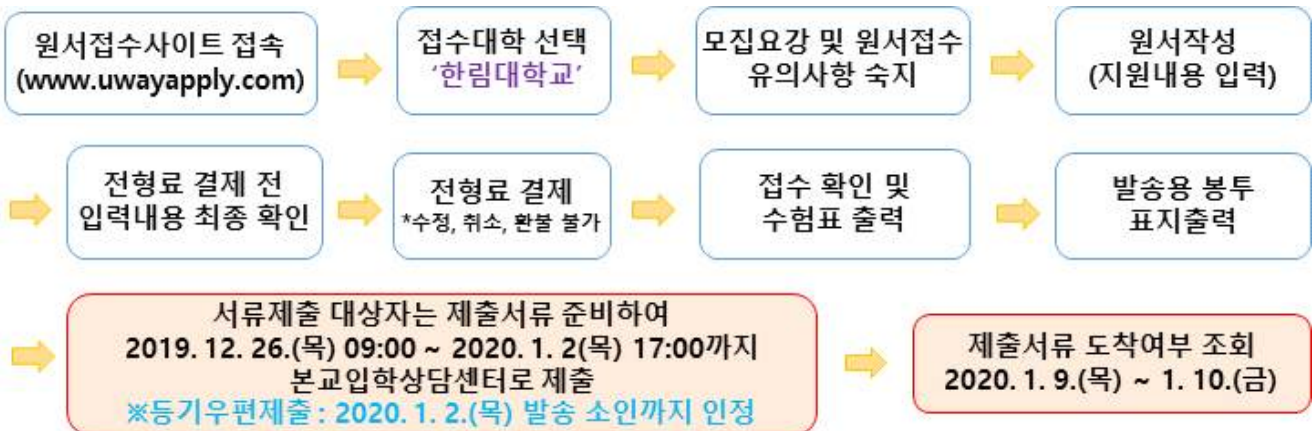 원서접수사이트 접속
(www.uwayapply.com)
접수대학 선택
‘한림대학교’
모집요강 및 원서접수
유의사항 숙지
원서작성
(지원내용 입력)
전형료 결제 전
입력내용 최종 확인
전형료 결제
*수정, 취소, 환불 불가
접수 확인 및
수험표 출력
발송용 봉투
표지출력
서류제출 대상자는 제출서류 준비하여
2019. 12. 26.(목) 09:00 ~ 2020. 1. 2(목) 17:00까지
본교입학상담센터로 제출
※등기우편제출 : 2020. 1. 2.(목) 발송 소인까지 인정
제출서류 도착여부 조회
2020. 1. 9.(목) ~ 1. 10.(금)